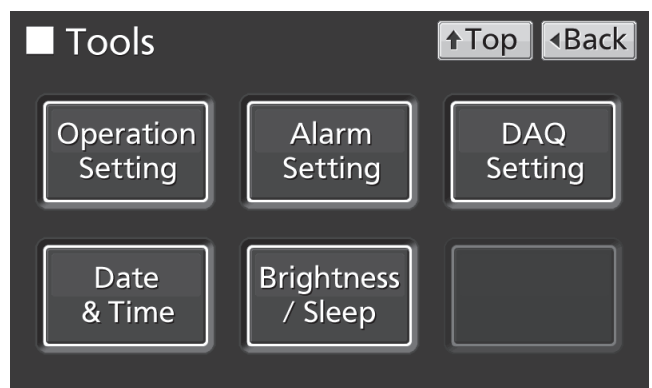 Tools
Top
Back
Operation
Setting
Alarm
Setting
DAQ
Setting
Date
& Time
Brightness
/ Sleep